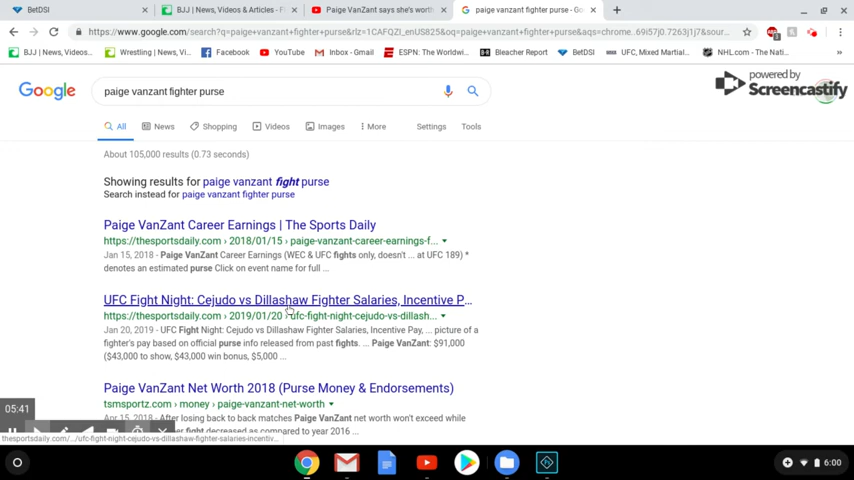 BetDSI
BJJ | News, Videos & Articles - F
Paige VanZant says she's worth
paige vanzant fighter purse - Go
https://www.google.com/search?q=paige+vanzant+fighter+purse&rlz=1CAFQZI_enUS825&oq=paige+vanzant+fighter+purse&aqs=chrome..69i57j0.7263j1j7&sour...
BJJ | News, Videos...
Wrestling | News, Vi...
Facebook
YouTube
Inbox - Gmail
ESPN: The Worldwi...
Bleacher Report
BetDSI
UFC, Mixed Martial...
NHL.com - The Nati...
powered by
Screencastify
Google
paige vanzant fighter purse
All
News
Shopping
Videos
Images
More
Settings
Tools
About 105,000 results (0.73 seconds)
Showing results for paige vanzant fight purse
Search instead for paige vanzant fighter purse
Paige VanZant Career Earnings | The Sports Daily
https://thesportsdaily.com › 2018/01/15 › paige-vanzant-career-earnings-f...
Jan 15, 2018 - Paige VanZant Career Earnings (WEC & UFC fights only, doesn't ... at UFC 189) *
denotes an estimated purse Click on event name for full ...
UFC Fight Night: Cejudo vs Dillashaw Fighter Salaries, Incentive P...
https://thesportsdaily.com › 2019/01/20 › ufc-fight-night-cejudo-vs-dillash...
Jan 20, 2019 - UFC Fight Night: Cejudo vs Dillashaw Fighter Salaries, Incentive Pay, ... picture of a
fighter's pay based on official purse info released from past fights. ... Paige VanZant: $91,000
($43,000 to show, $43,000 win bonus, $5,000 ...
Paige VanZant Net Worth 2018 (Purse Money & Endorsements)
tsmsportz.com › money › paige-vanzant-net-worth
Apr 15, 2018 - After losing back to back matches Paige VanZant net worth won't exceed while
fight decreased as compared to year 2016 ...
05:41
thesportsdaily.com/.../ufc-fight-night-cejudo-vs-dillashaw-fighter-salaries-incentiv...
6:00